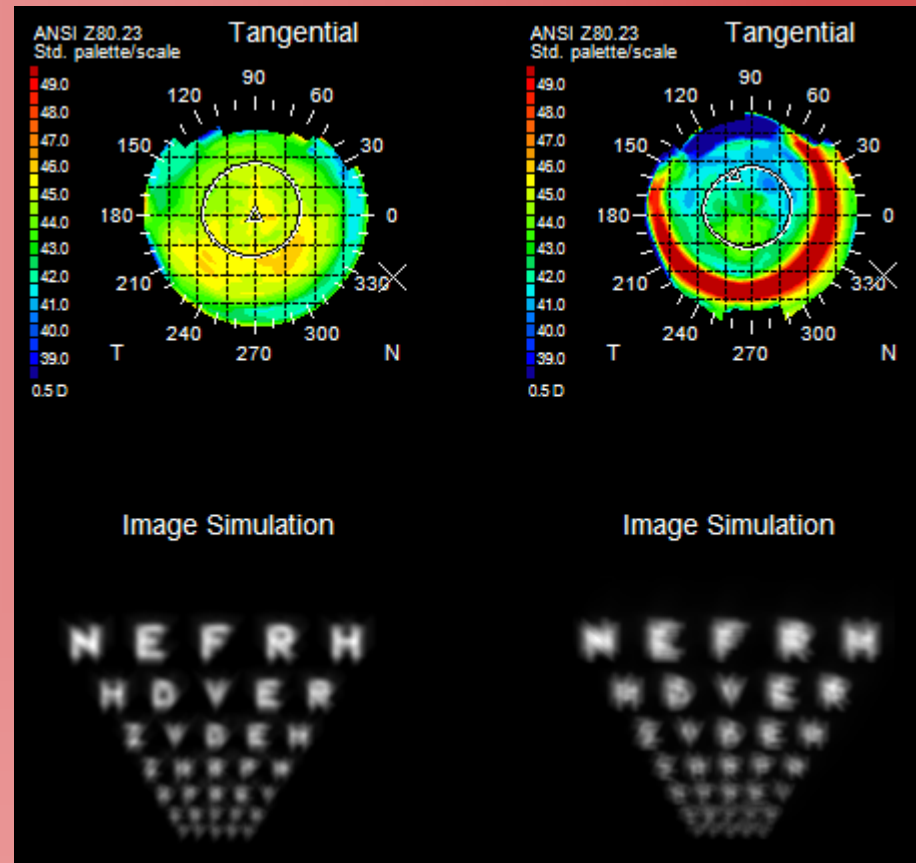 ANSI Z80.23
Std. palette/scale
Tangential
49.0
48.0
47.0
46.0
45.0
44.0
43.0
42.0
41.0
40.0
39.0
0.5 D
90
120
60
150
30
180
0
210
330
240
300
270
T
N
ANSI Z80.23
Std. palette/scale
Tangential
49.0
48.0
47.0
46.0
45.0
44.0
43.0
42.0
41.0
40.0
39.0
0.5 D
90
120
60
150
30
180
0
210
330
240
300
270
T
N
Image Simulation
N E F R H
H D V E R
Z V D E H
Z H R P H
Image Simulation
N E F R H
H D V E R
Z V D E H